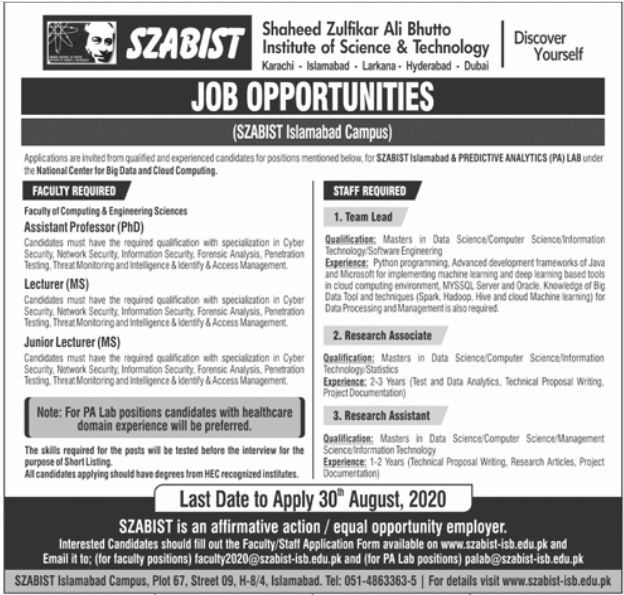 SZABIST
Shaheed Zulfikar Ali Bhutto
Institute of Science & Technology
Karachi - Islamabad - Larkana - Hyderabad - Dubai
Discover
Yourself
JOB OPPORTUNITIES
(SZABIST Islamabad Campus)
Applications are invited from qualified and experienced candidates for positions mentioned below, for SZABIST Islamabad & PREDICTIVE ANALYTICS (PA) LAB under
the National Center for Big Data and Cloud Computing.
FACULTY REQUIRED
Faculty of Computing & Engineering Sciences
Assistant Professor (PhD)
Candidates must have the required qualification with specialization in Cyber
Security, Network Security, Information Security, Forensic Analysis, Penetration
Testing, Threat Monitoring and Intelligence & Identify & Access Management.
Lecturer (MS)
Candidates must have the required qualification with specialization in Cyber
Security, Network Security, Information Security, Forensic Analysis, Penetration
Testing, Threat Monitoring and Intelligence & Identify & Access Management.
Junior Lecturer (MS)
Candidates must have the required qualification with specialization in Cyber
Security, Network Security, Information Security, Forensic Analysis, Penetration
Testing, Threat Monitoring and Intelligence & Identify & Access Management.
Note: For PA Lab positions candidates with healthcare
domain experience will be preferred.
The skills required for the posts will be tested before the interview for the
purpose of Short Listing.
All candidates applying should have degrees from HEC recognized institutes.
STAFF REQUIRED
1. Team Lead
Qualification: Masters in Data Science/Computer Science/Information
Technology/Software Engineering
Experience: Python programming, Advanced development frameworks of Java
and Microsoft for implementing machine learning and deep learning based tools
in cloud computing environment, MYSSQL Server and Oracle. Knowledge of Big
Data Tool and techniques (Spark, Hadoop, Hive and cloud Machine learning) for
Data Processing and Management is also required.
2. Research Associate
Qualification: Masters in Data Science/Computer Science/Information
Technology/Statistics
Experience: 2-3 Years (Test and Data Analytics, Technical Proposal Writing,
Project Documentation)
3. Research Assistant
Qualification: Masters in Data Science/Computer Science/Management
Science/Information Technology
Experience: 1-2 Years (Technical Proposal Writing, Research Articles, Project
Documentation)
Last Date to Apply 30th August, 2020
SZABIST is an affirmative action / equal opportunity employer.
Interested Candidates should fill out the Faculty/Staff Application Form available on www.szabist-isb.edu.pk and
Email it to; (for faculty positions) faculty2020@szabist-isb.edu.pk and (for PA Lab positions) palab@szabist-isb.edu.pk
SZABIST Islamabad Campus, Plot 67, Street 09, H-8/4, Islamabad. Tel: 051-4863363-5 | For details visit www.szabist-isb.edu.pk